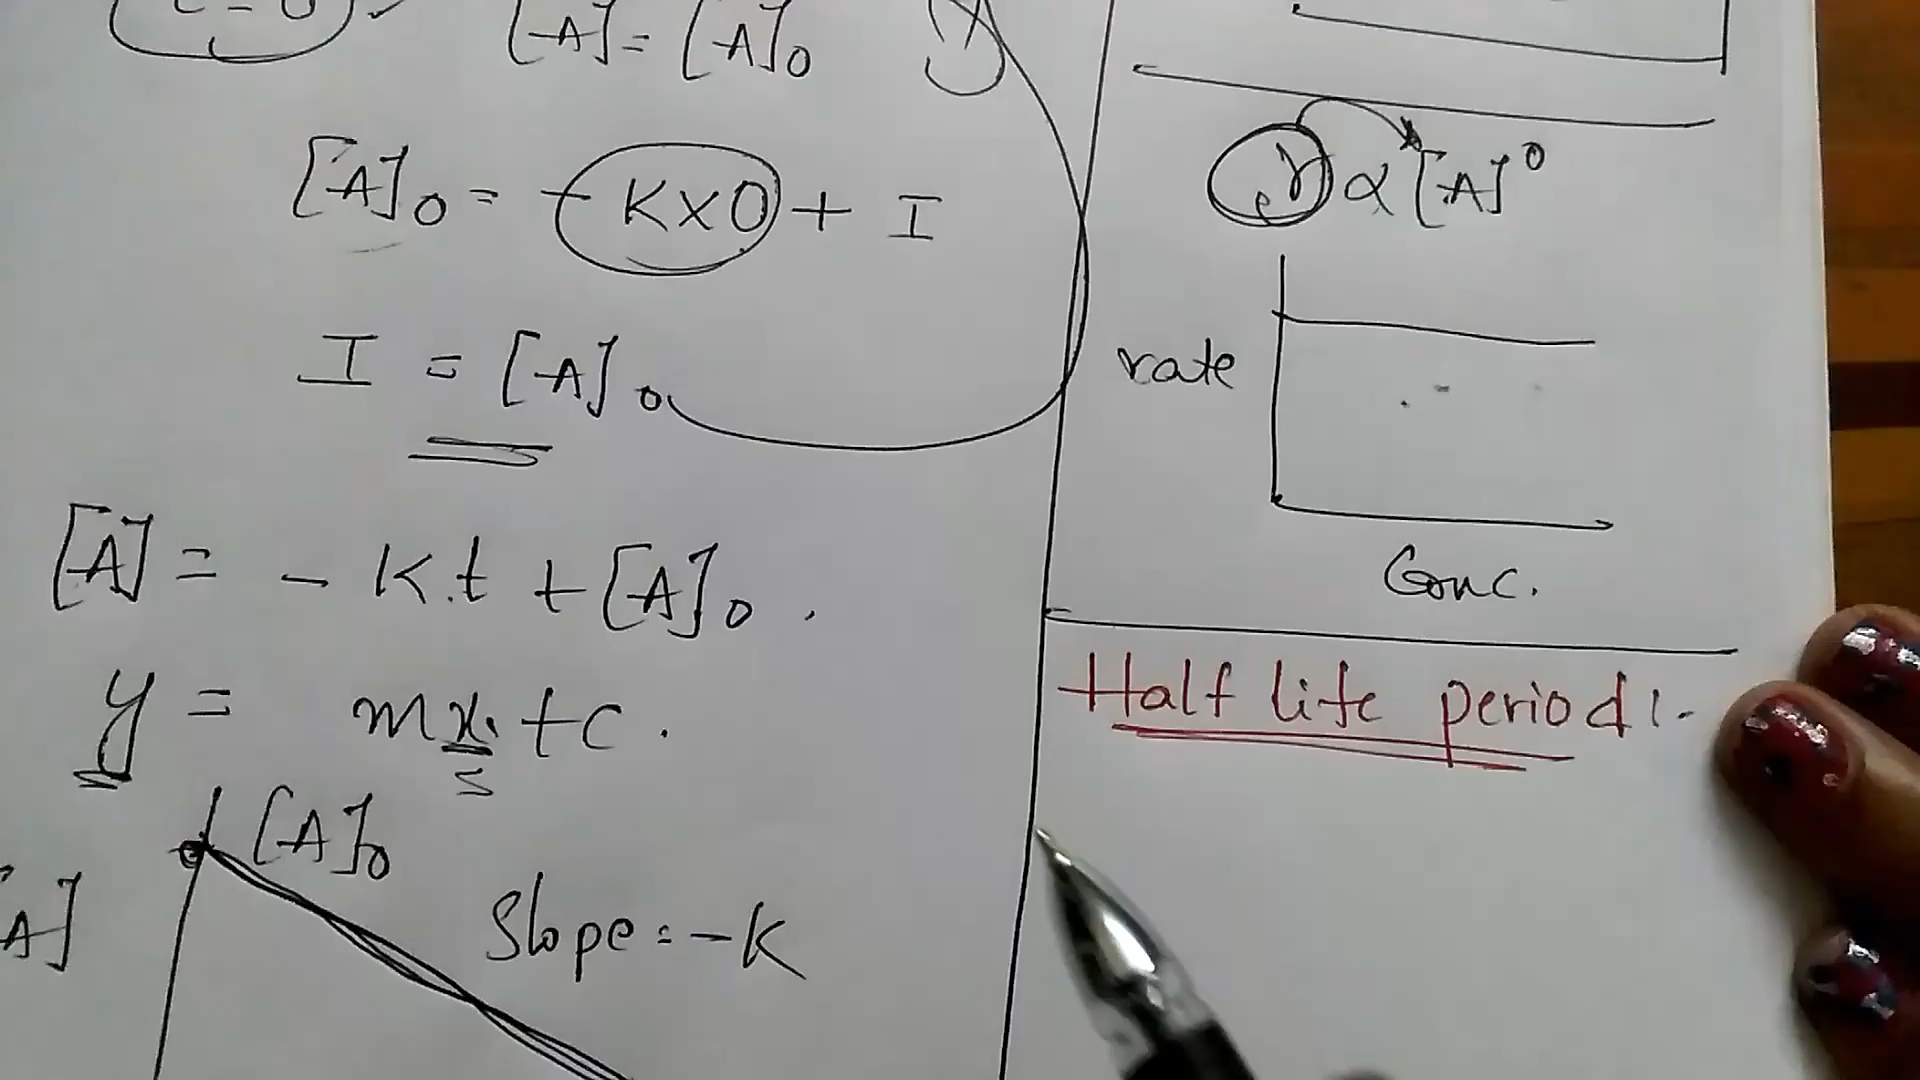 [A] = [A]0
[A]0 = - K×0 + I
I = [A]0
[A] = - K.t + [A]0 .
y = mx + c .
[A]0
[A]
Slope = - K
r α [A]^0
rate
Conc.
Half life period :-